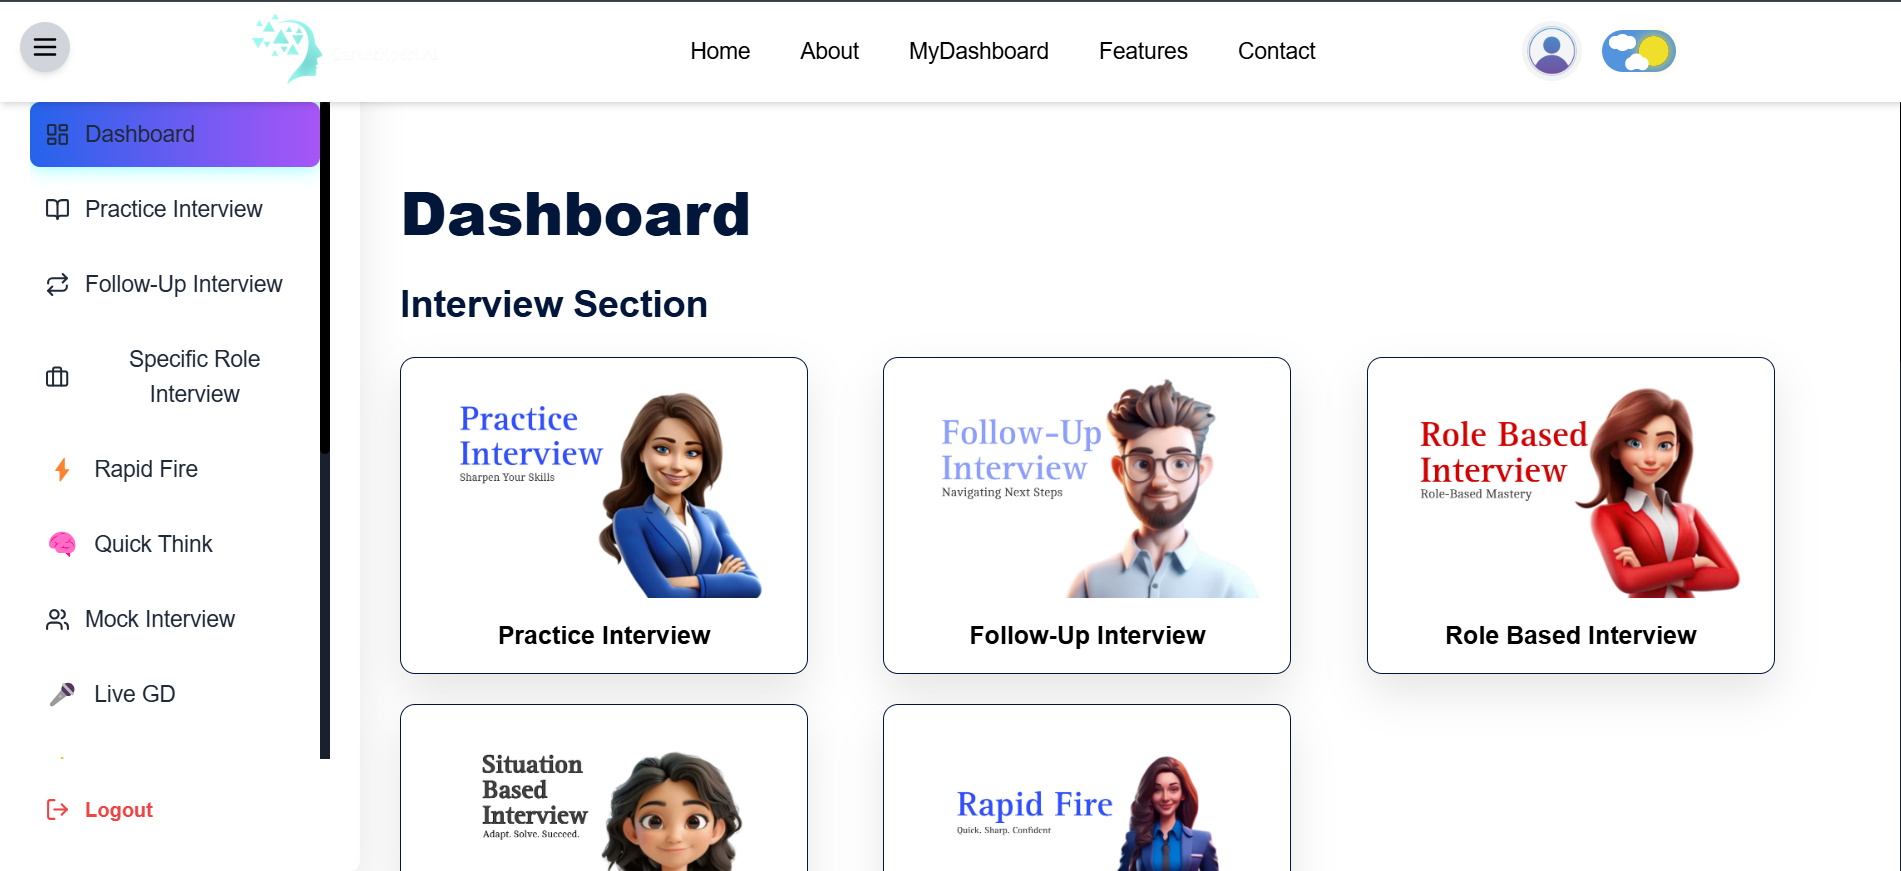 Home
About
MyDashboard
Features
Contact
Dashboard
Practice Interview
Follow-Up Interview
Specific Role
Interview
Rapid Fire
Quick Think
Mock Interview
Live GD
Logout
Dashboard
Interview Section
Practice
Interview
Sharpen Your Skills
Practice Interview
Follow-Up
Interview
Navigating Next Steps
Follow-Up Interview
Role Based
Interview
Role-Based Mastery
Role Based Interview
Situation
Based
Interview
Adapt. Solve. Succeed.
Rapid Fire
Quick. Sharp. Confident